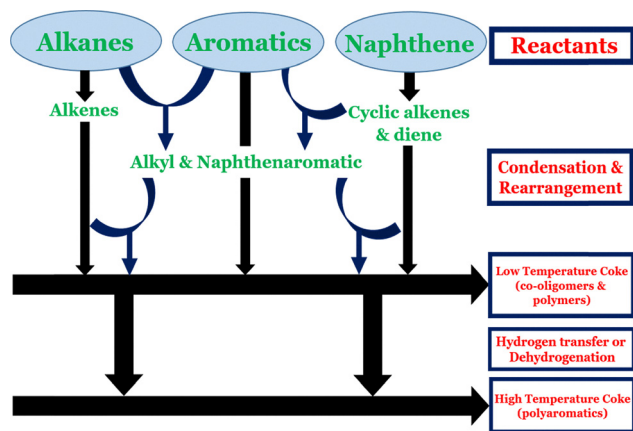 Alkanes
Aromatics
Naphthene
Reactants
Alkenes
Cyclic alkenes
& diene
Alkyl & Naphthenaromatic
Condensation &
Rearrangement
Low Temperature Coke
(co-oligomers &
polymers)
Hydrogen transfer or
Dehydrogenation
High Temperature Coke
(polyaromatics)